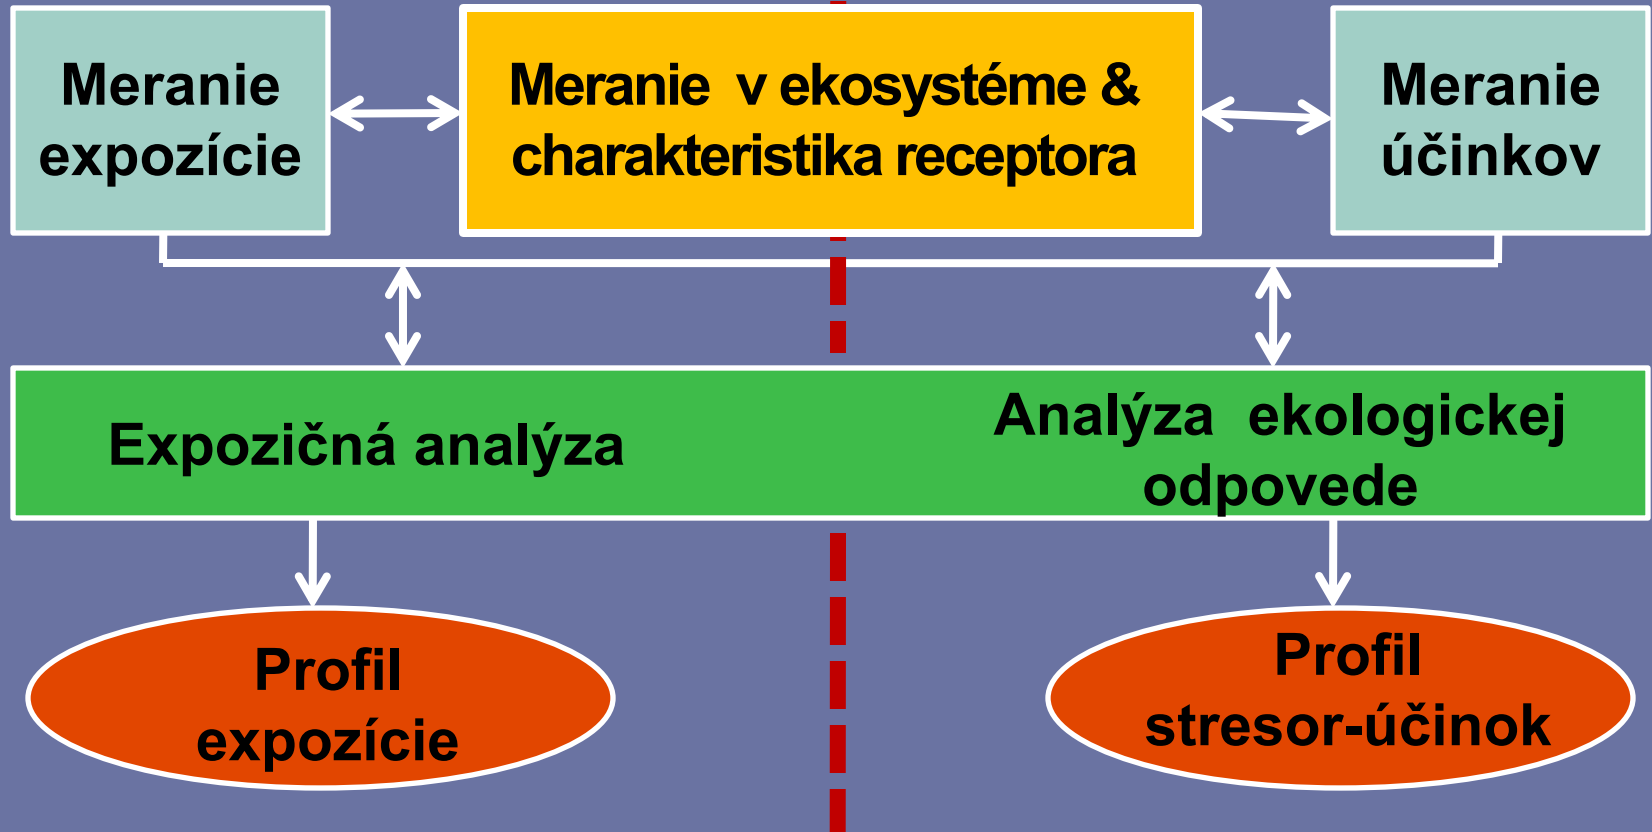 Meranie
expozície
Meranie v ekosystéme &
charakteristika receptora
Meranie
účinkov
Expozičná analýza
Analýza ekologickej
odpovede
Profil
expozície
Profil
stresor-účinok